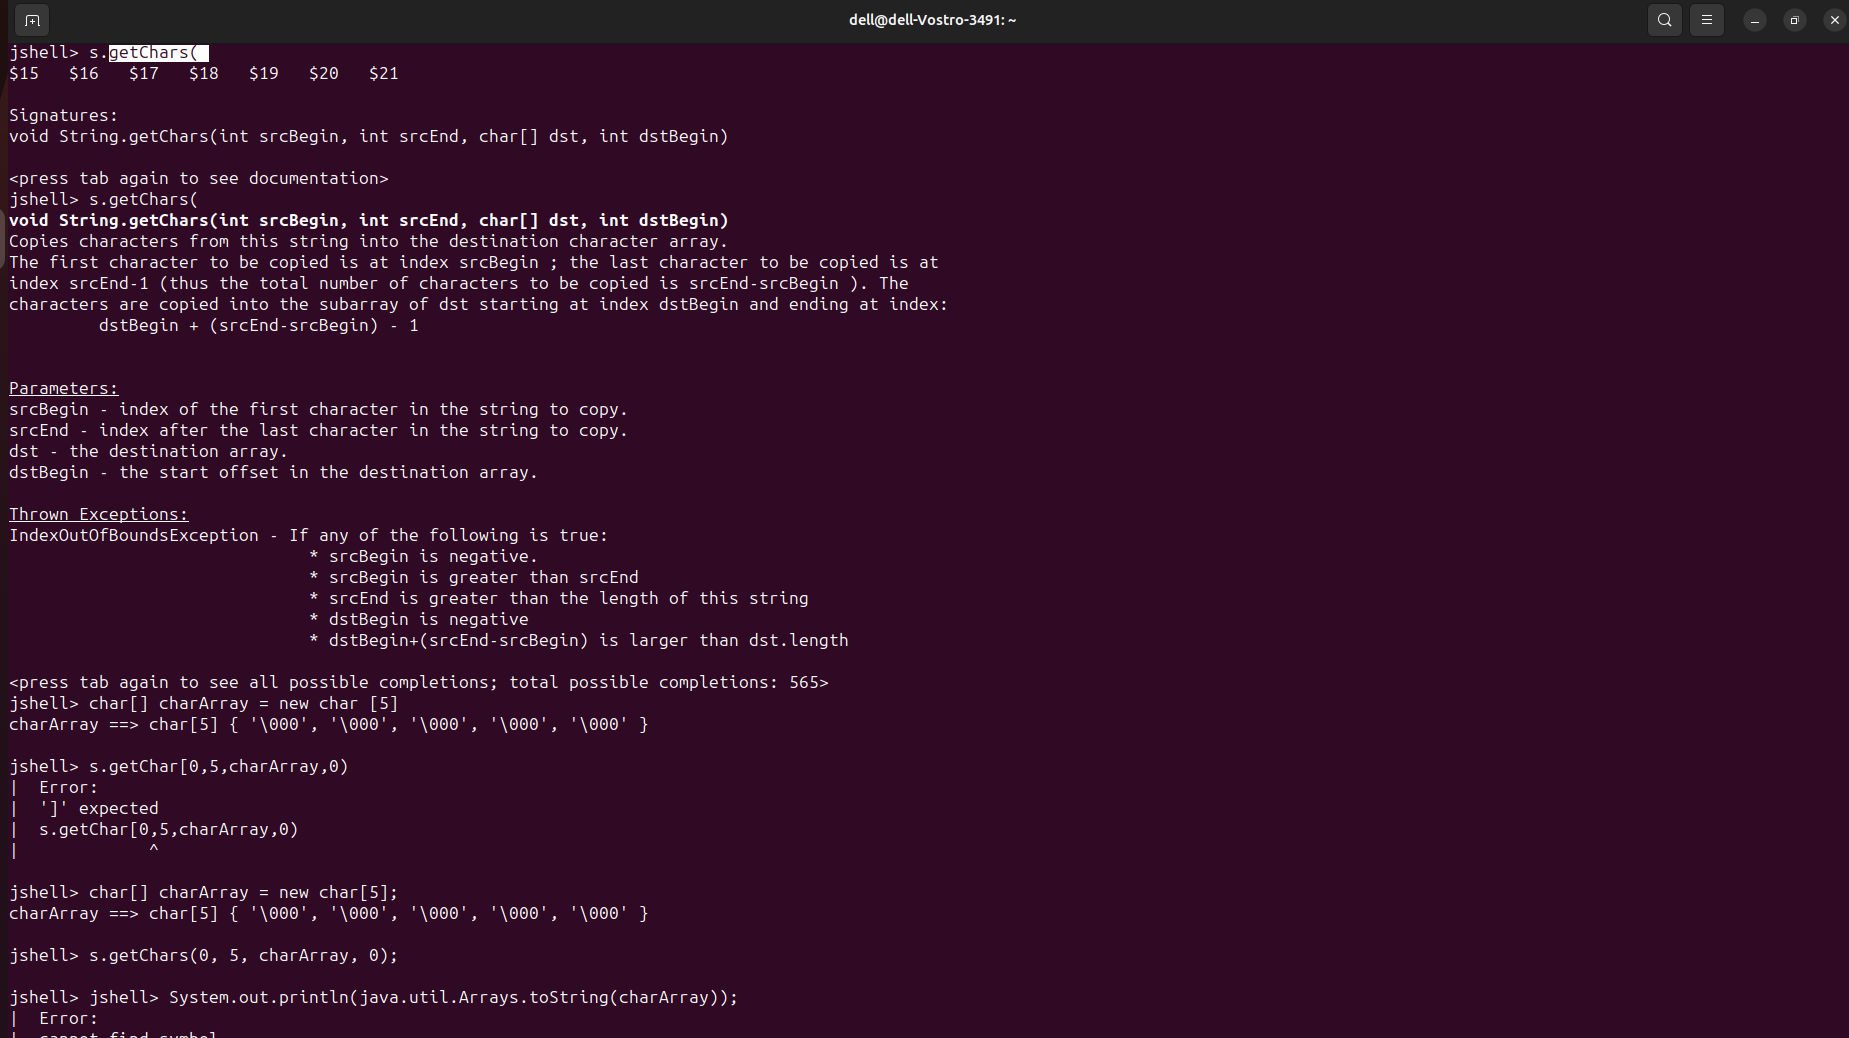 dell@dell-Vostro-3491: ~
jshell> s.getChars(
$15   $16   $17   $18   $19   $20   $21
Signatures:
void String.getChars(int srcBegin, int srcEnd, char[] dst, int dstBegin)
<press tab again to see documentation>
jshell> s.getChars(
void String.getChars(int srcBegin, int srcEnd, char[] dst, int dstBegin)
Copies characters from this string into the destination character array.
The first character to be copied is at index srcBegin ; the last character to be copied is at
index srcEnd-1 (thus the total number of characters to be copied is srcEnd-srcBegin ). The
characters are copied into the subarray of dst starting at index dstBegin and ending at index:
         dstBegin + (srcEnd-srcBegin) - 1
Parameters:
srcBegin - index of the first character in the string to copy.
srcEnd - index after the last character in the string to copy.
dst - the destination array.
dstBegin - the start offset in the destination array.
Thrown Exceptions:
IndexOutOfBoundsException - If any of the following is true:
                              * srcBegin is negative.
                              * srcBegin is greater than srcEnd
                              * srcEnd is greater than the length of this string
                              * dstBegin is negative
                              * dstBegin+(srcEnd-srcBegin) is larger than dst.length
<press tab again to see all possible completions; total possible completions: 565>
jshell> char[] charArray = new char [5]
charArray ==> char[5] { '\000', '\000', '\000', '\000', '\000' }
jshell> s.getChar[0,5,charArray,0)
|  Error:
|  ']' expected
|  s.getChar[0,5,charArray,0)
|             ^
jshell> char[] charArray = new char[5];
charArray ==> char[5] { '\000', '\000', '\000', '\000', '\000' }
jshell> s.getChars(0, 5, charArray, 0);
jshell> jshell> System.out.println(java.util.Arrays.toString(charArray));
|  Error:
|  cannot find symbol